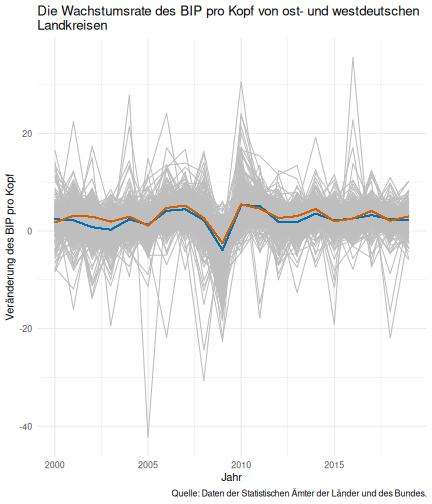 Die Wachstumsrate des BIP pro Kopf von ost- und westdeutschen
Landkreisen
Veränderung des BIP pro Kopf
20
0
-20
-40
2000
2005
2010
2015
Jahr
Quelle: Daten der Statistischen Ämter der Länder und des Bundes.